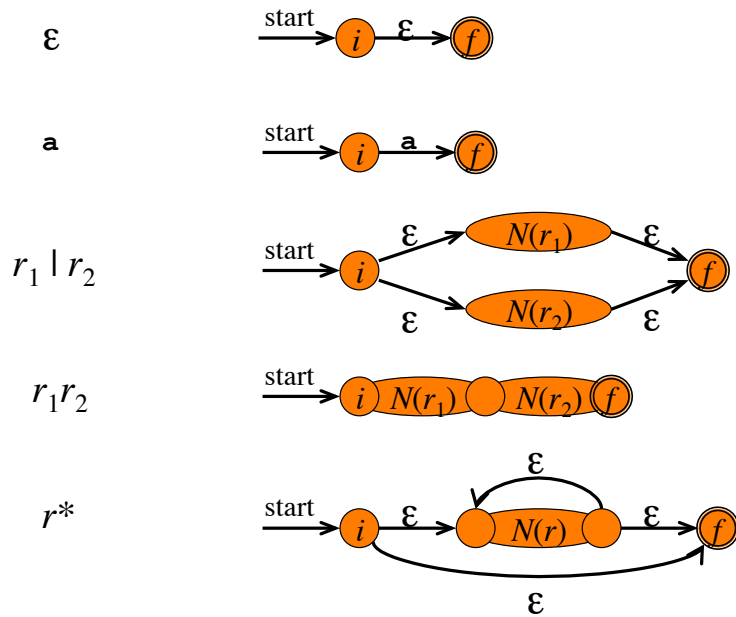 ε start i ε f
a start i a f
r₁ | r₂ start i ε N(r₁) ε f
ε N(r₂) ε
r₁r₂ start i N(r₁) N(r₂) f
r* start i ε N(r) ε f
ε
ε